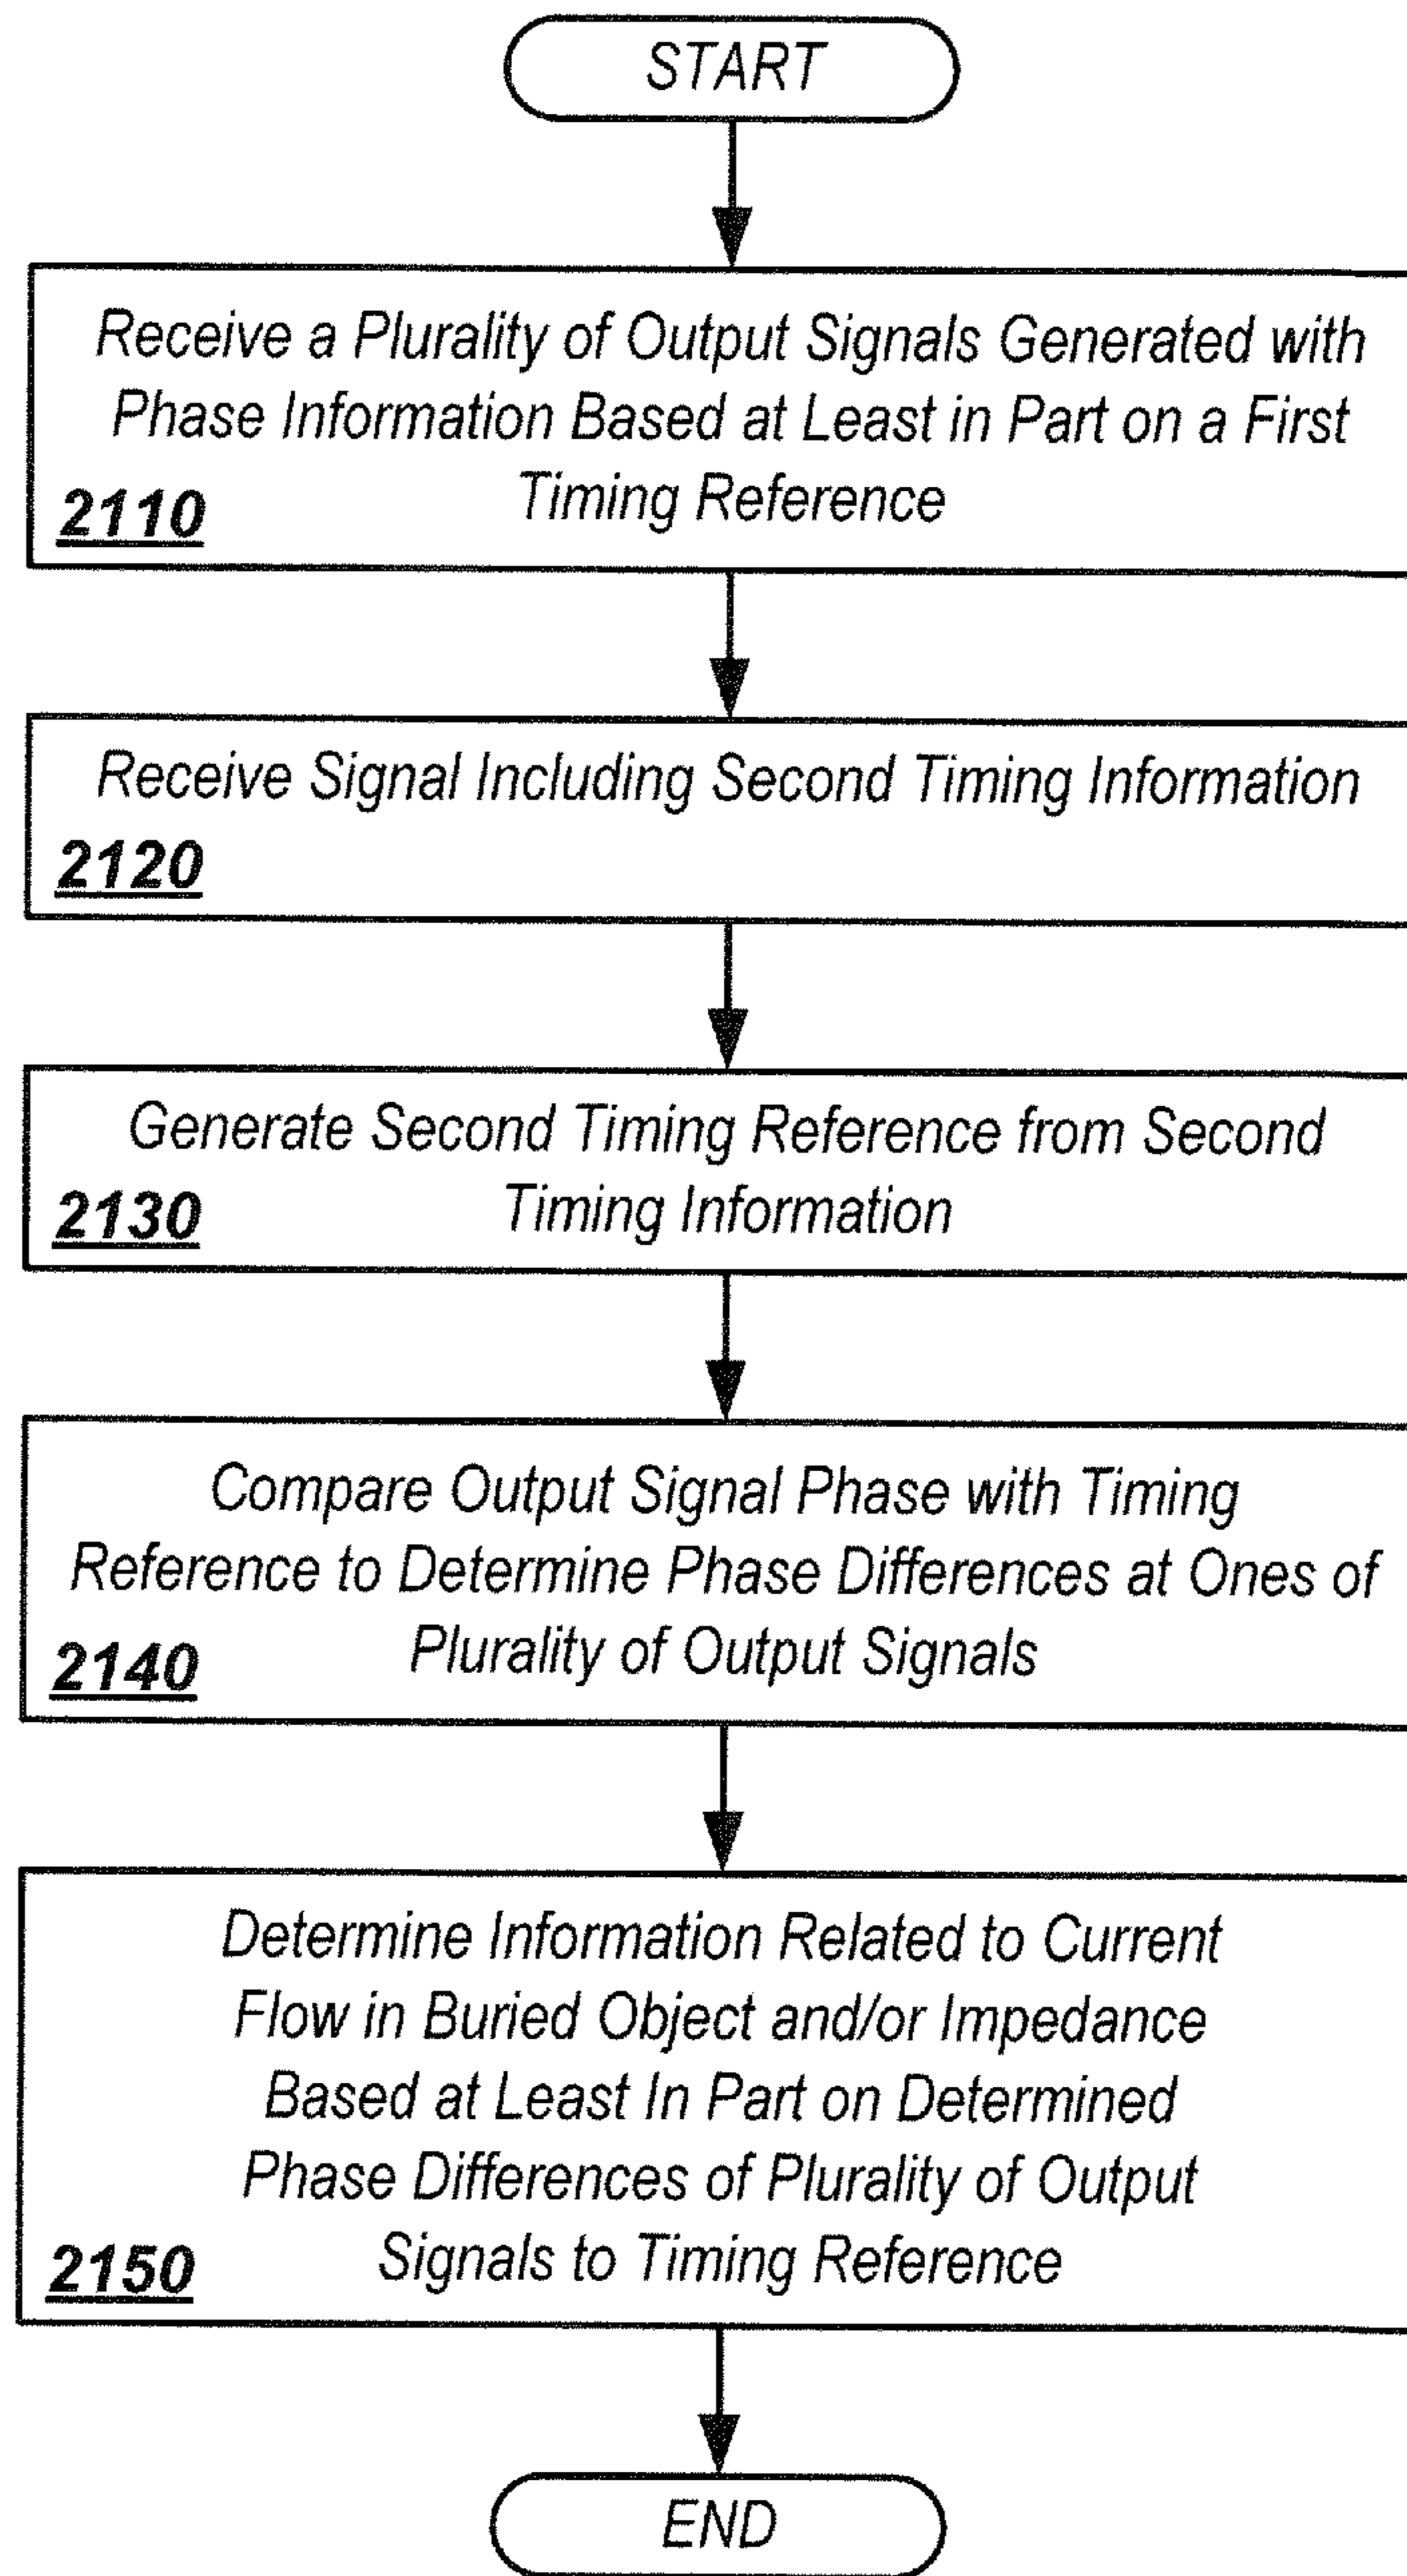 START
Receive a Plurality of Output Signals Generated with
Phase Information Based at Least in Part on a First
Timing Reference
2110
Receive Signal Including Second Timing Information
2120
Generate Second Timing Reference from Second
Timing Information
2130
Compare Output Signal Phase with Timing
Reference to Determine Phase Differences at Ones of
Plurality of Output Signals
2140
Determine Information Related to Current
Flow in Buried Object and/or Impedance
Based at Least In Part on Determined
Phase Differences of Plurality of Output
Signals to Timing Reference
2150
END